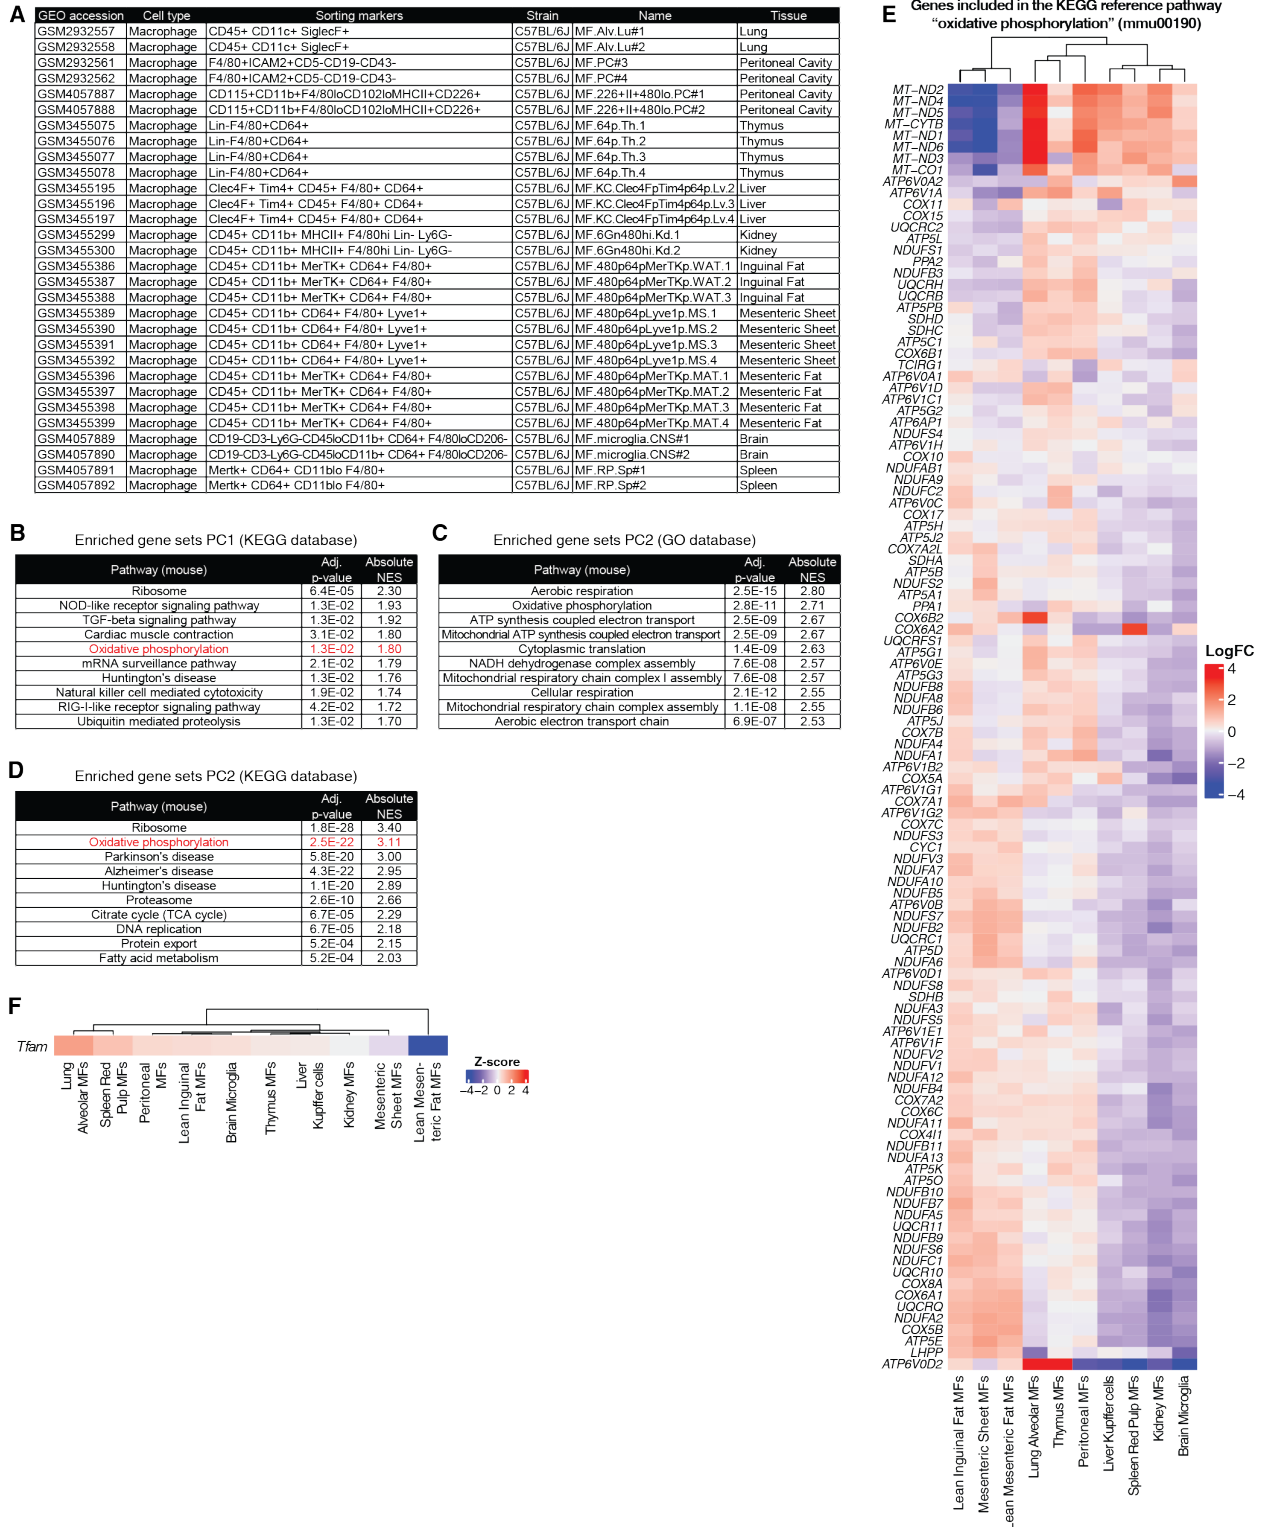 A
GEO accession Cell type Sorting markers Strain Name Tissue
GSM2932557 Macrophage CD45+ CD11c+ SiglecF+ C57BL/6J MF.Alv.Lu#1 Lung
GSM2932558 Macrophage CD45+ CD11c+ SiglecF+ C57BL/6J MF.Alv.Lu#2 Lung
GSM2932561 Macrophage F4/80+ICAM2+CD5-CD19-CD43- C57BL/6J MF.PC#3 Peritoneal Cavity
GSM2932562 Macrophage F4/80+ICAM2+CD5-CD19-CD43- C57BL/6J MF.PC#4 Peritoneal Cavity
GSM4057887 Macrophage CD115+CD11b+F4/80loCD102loMHCII+CD226+ C57BL/6J MF.226+II+480lo.PC#1 Peritoneal Cavity
GSM4057888 Macrophage CD115+CD11b+F4/80loCD102loMHCII+CD226+ C57BL/6J MF.226+II+480lo.PC#2 Peritoneal Cavity
GSM3455075 Macrophage Lin-F4/80+CD64+ C57BL/6J MF.64p.Th.1 Thymus
GSM3455076 Macrophage Lin-F4/80+CD64+ C57BL/6J MF.64p.Th.2 Thymus
GSM3455077 Macrophage Lin-F4/80+CD64+ C57BL/6J MF.64p.Th.3 Thymus
GSM3455078 Macrophage Lin-F4/80+CD64+ C57BL/6J MF.64p.Th.4 Thymus
GSM3455195 Macrophage Clec4F+ Tim4+ CD45+ F4/80+ CD64+ C57BL/6J MF.KC.Clec4FpTim4p64p.Lv.2 Liver
GSM3455196 Macrophage Clec4F+ Tim4+ CD45+ F4/80+ CD64+ C57BL/6J MF.KC.Clec4FpTim4p64p.Lv.3 Liver
GSM3455197 Macrophage Clec4F+ Tim4+ CD45+ F4/80+ CD64+ C57BL/6J MF.KC.Clec4FpTim4p64p.Lv.4 Liver
GSM3455299 Macrophage CD45+ CD11b+ MHCII+ F4/80hi Lin- Ly6G- C57BL/6J MF.6Gn480hi.Kd.1 Kidney
GSM3455300 Macrophage CD45+ CD11b+ MHCII+ F4/80hi Lin- Ly6G- C57BL/6J MF.6Gn480hi.Kd.2 Kidney
GSM3455386 Macrophage CD45+ CD11b+ MerTK+ CD64+ F4/80+ C57BL/6J MF.480p64pMerTKp.WAT.1 Inguinal Fat
GSM3455387 Macrophage CD45+ CD11b+ MerTK+ CD64+ F4/80+ C57BL/6J MF.480p64pMerTKp.WAT.2 Inguinal Fat
GSM3455388 Macrophage CD45+ CD11b+ MerTK+ CD64+ F4/80+ C57BL/6J MF.480p64pMerTKp.WAT.3 Inguinal Fat
GSM3455389 Macrophage CD45+ CD11b+ CD64+ F4/80+ Lyve1+ C57BL/6J MF.480p64pLyve1p.MS.1 Mesenteric Sheet
GSM3455390 Macrophage CD45+ CD11b+ CD64+ F4/80+ Lyve1+ C57BL/6J MF.480p64pLyve1p.MS.2 Mesenteric Sheet
GSM3455391 Macrophage CD45+ CD11b+ CD64+ F4/80+ Lyve1+ C57BL/6J MF.480p64pLyve1p.MS.3 Mesenteric Sheet
GSM3455392 Macrophage CD45+ CD11b+ CD64+ F4/80+ Lyve1+ C57BL/6J MF.480p64pLyve1p.MS.4 Mesenteric Sheet
GSM3455396 Macrophage CD45+ CD11b+ MerTK+ CD64+ F4/80+ C57BL/6J MF.480p64pMerTKp.MAT.1 Mesenteric Fat
GSM3455397 Macrophage CD45+ CD11b+ MerTK+ CD64+ F4/80+ C57BL/6J MF.480p64pMerTKp.MAT.2 Mesenteric Fat
GSM3455398 Macrophage CD45+ CD11b+ MerTK+ CD64+ F4/80+ C57BL/6J MF.480p64pMerTKp.MAT.3 Mesenteric Fat
GSM3455399 Macrophage CD45+ CD11b+ MerTK+ CD64+ F4/80+ C57BL/6J MF.480p64pMerTKp.MAT.4 Mesenteric Fat
GSM4057889 Macrophage CD19-CD3-Ly6G-CD45loCD11b+ CD64+ F4/80loCD206- C57BL/6J MF.microglia.CNS#1 Brain
GSM4057890 Macrophage CD19-CD3-Ly6G-CD45loCD11b+ CD64+ F4/80loCD206- C57BL/6J MF.microglia.CNS#2 Brain
GSM4057891 Macrophage Mertk+ CD64+ CD11blo F4/80+ C57BL/6J MF.RP.Sp#1 Spleen
GSM4057892 Macrophage Mertk+ CD64+ CD11blo F4/80+ C57BL/6J MF.RP.Sp#2 Spleen
B
Enriched gene sets PC1 (KEGG database)
Pathway (mouse) Adj. p-value Absolute NES
Ribosome 6.4E-05 2.30
NOD-like receptor signaling pathway 1.3E-02 1.93
TGF-beta signaling pathway 1.3E-02 1.92
Cardiac muscle contraction 3.1E-02 1.80
Oxidative phosphorylation 1.3E-02 1.80
mRNA surveillance pathway 2.1E-02 1.79
Huntington's disease 1.3E-02 1.76
Natural killer cell mediated cytotoxicity 1.9E-02 1.74
RIG-I-like receptor signaling pathway 4.2E-02 1.72
Ubiquitin mediated proteolysis 1.3E-02 1.70
C
Enriched gene sets PC2 (GO database)
Pathway (mouse) Adj. p-value Absolute NES
Aerobic respiration 2.5E-15 2.80
Oxidative phosphorylation 2.8E-11 2.71
ATP synthesis coupled electron transport 2.5E-09 2.67
Mitochondrial ATP synthesis coupled electron transport 2.5E-09 2.67
Cytoplasmic translation 1.4E-09 2.63
NADH dehydrogenase complex assembly 7.6E-08 2.57
Mitochondrial respiratory chain complex I assembly 7.6E-08 2.57
Cellular respiration 2.1E-12 2.55
Mitochondrial respiratory chain complex assembly 1.1E-08 2.55
Aerobic electron transport chain 6.9E-07 2.53
D
Enriched gene sets PC2 (KEGG database)
Pathway (mouse) Adj. p-value Absolute NES
Ribosome 1.8E-28 3.40
Oxidative phosphorylation 2.5E-22 3.11
Parkinson's disease 5.8E-20 3.00
Alzheimer's disease 4.3E-22 2.95
Huntington's disease 1.1E-20 2.89
Proteasome 2.6E-10 2.66
Citrate cycle (TCA cycle) 6.7E-05 2.29
DNA replication 6.7E-05 2.18
Protein export 5.2E-04 2.15
Fatty acid metabolism 5.2E-04 2.03
F
Tfam
Lung Alveolar MFs
Spleen Red Pulp MFs
Peritoneal MFs
Lean Inguinal Fat MFs
Brain Microglia
Thymus MFs
Liver Kupffer cells
Kidney MFs
Mesenteric Sheet MFs
Lean Mesen-teric Fat MFs
Z-score
−4 −2 0 2 4
E
Genes included in the KEGG reference pathway
“oxidative phosphorylation” (mmu00190)
MT−ND2
MT−ND4
MT−ND5
MT−CYTB
MT−ND1
MT−ND6
MT−ND3
MT−CO1
ATP6V0A2
ATP6V1A
COX11
COX15
UQCRC2
ATP5L
NDUFS1
PPA2
NDUFB3
UQCRH
UQCRB
ATP5PB
SDHD
SDHC
ATP5C1
COX6B1
TCIRG1
ATP6V0A1
ATP6V1D
ATP6V1C1
ATP5G2
ATP6AP1
NDUFS4
ATP6V1H
COX10
NDUFAB1
NDUFA9
NDUFC2
ATP6V0C
COX17
ATP5H
ATP5J2
COX7A2L
SDHA
ATP5B
NDUFS2
ATP5A1
PPA1
COX6B2
COX6A2
UQCRFS1
ATP5G1
ATP6V0E
ATP5G3
NDUFB8
NDUFA8
NDUFB6
ATP5J
COX7B
NDUFA4
NDUFA1
ATP6V1B2
COX5A
ATP6V1G1
COX7A1
ATP6V1G2
COX7C
NDUFS3
CYC1
NDUFV3
NDUFA7
NDUFA10
NDUFB5
ATP6V0B
NDUFS7
NDUFB2
UQCRC1
ATP5D
NDUFA6
ATP6V0D1
NDUFS8
SDHB
NDUFA3
NDUFS5
ATP6V1E1
ATP6V1F
NDUFV2
NDUFV1
NDUFA12
NDUFB4
COX7A2
COX6C
NDUFA11
COX4I1
NDUFB11
NDUFA13
ATP5K
ATP5O
NDUFB10
NDUFB7
NDUFA5
UQCR11
NDUFB9
NDUFS6
NDUFC1
UQCR10
COX8A
COX6A1
UQCRQ
NDUFA2
COX5B
ATP5E
LHPP
ATP6V0D2
Lean Inguinal Fat MFs
Mesenteric Sheet MFs
Lean Mesenteric Fat MFs
Lung Alveolar MFs
Thymus MFs
Peritoneal MFs
Liver Kupffer cells
Spleen Red Pulp MFs
Kidney MFs
Brain Microglia
LogFC
4
2
0
−2
−4